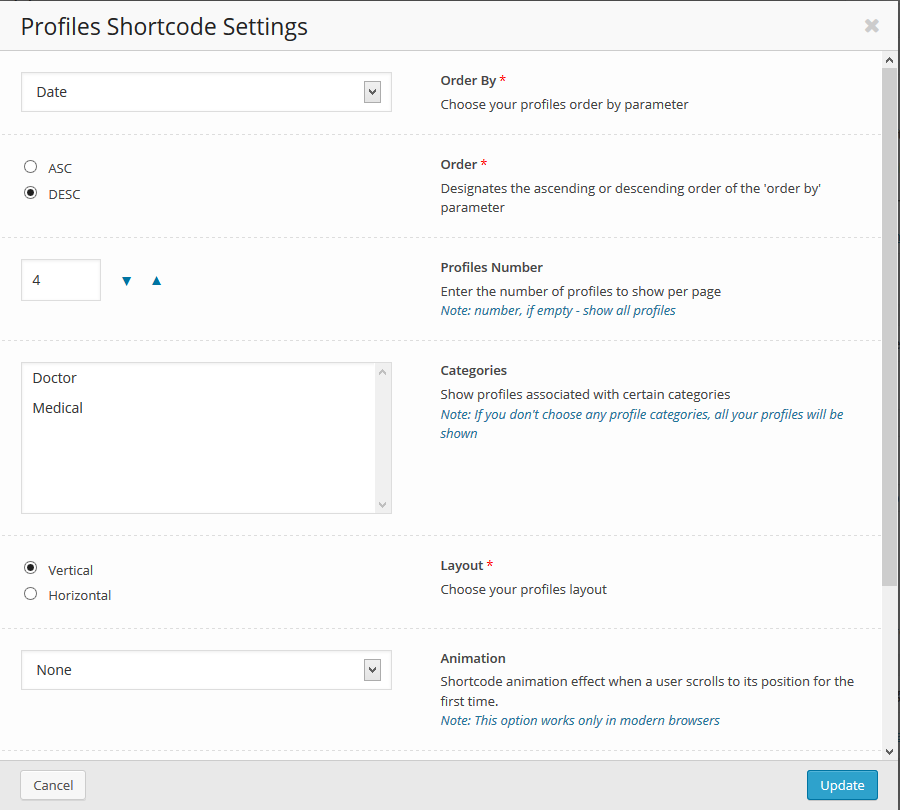 Profiles Shortcode Settings
Date
Order By *
Choose your profiles order by parameter
ASC
DESC
Order *
Designates the ascending or descending order of the 'order by'
parameter
4
Profiles Number
Enter the number of profiles to show per page
Note: number, if empty - show all profiles
Doctor
Medical
Categories
Show profiles associated with certain categories
Note: If you don't choose any profile categories, all your profiles will be
shown
Vertical
Horizontal
Layout *
Choose your profiles layout
None
Animation
Shortcode animation effect when a user scrolls to its position for the
first time.
Note: This option works only in modern browsers
Cancel
Update